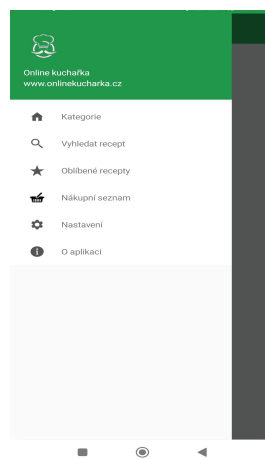 Online kuchařka
www.onlinekucharka.cz
Kategorie
Vyhledat recept
Oblíbené recepty
Nákupní seznam
Nastavení
O aplikaci